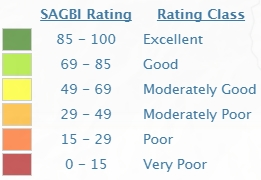 SAGBI Rating Rating Class
85 - 100 Excellent
69 - 85 Good
49 - 69 Moderately Good
29 - 49 Moderately Poor
15 - 29 Poor
0 - 15 Very Poor